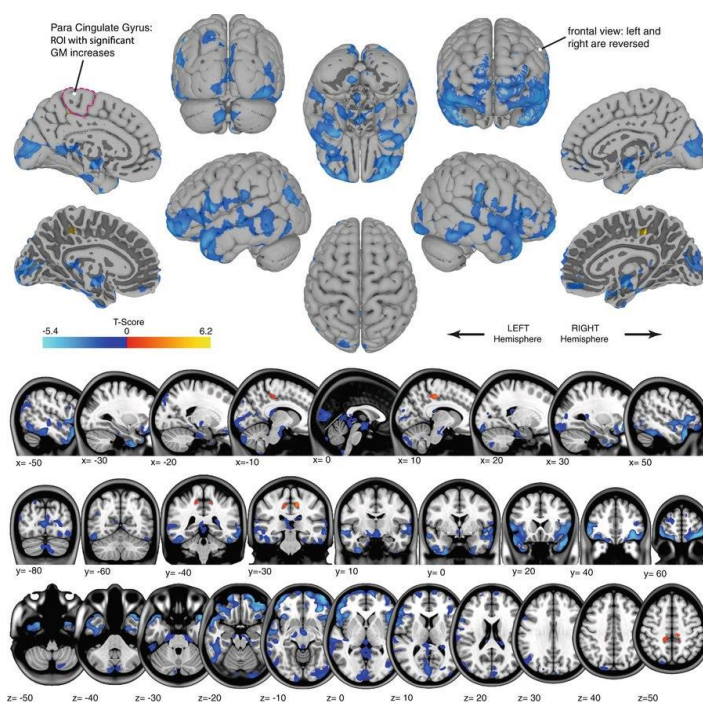 Para Cingulate Gyrus:
ROI with significant
GM increases
frontal view: left and
right are reversed
T-Score
-5.4 0 6.2
LEFT RIGHT
Hemisphere Hemisphere
x= -50 x= -30 x= -20 x=-10 x= 0 x= 10 x= 20 x= 30 x= 50
y= -80 y= -60 y= -40 y=-30 y= 10 y= 0 y= 20 y= 40 y= 60
z= -50 z= -40 z= -30 z=-20 z= -10 z= 0 z= 10 z= 20 z= 30 z= 40 z=50